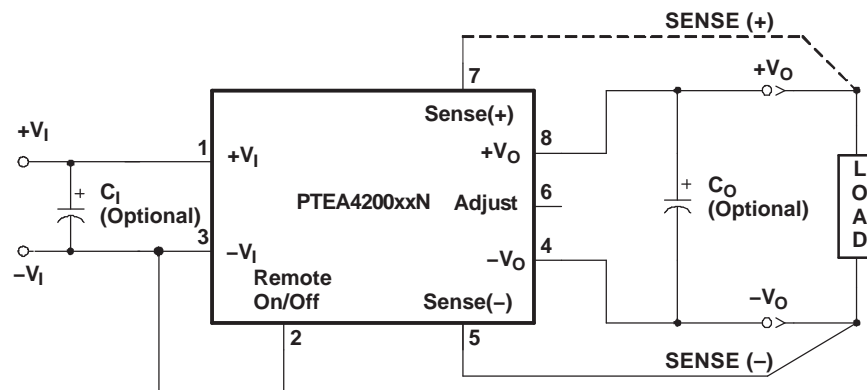 SENSE (+)
7
+VO
Sense(+)
+VI
1
8
+VI
+VO
+ CI
(Optional)
PTEA4200xxN
Adjust
6
+ CO
(Optional)
LOAD
3
4
–VI
–VI
–VO
Remote
On/Off
Sense(–)
–VO
2
5
SENSE (–)